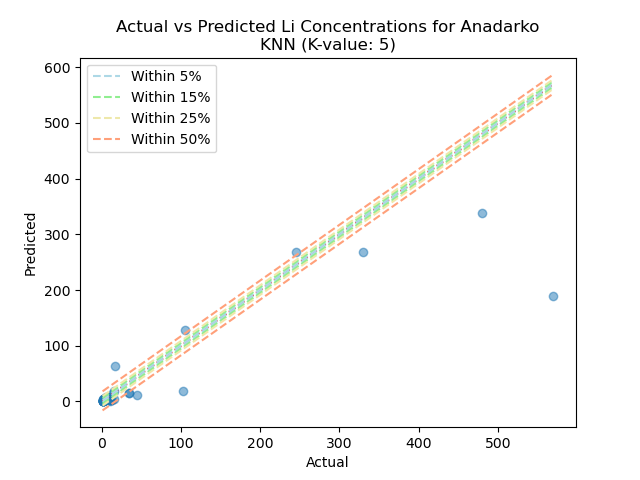 Actual vs Predicted Li Concentrations for Anadarko
KNN (K-value: 5)
Within 5%
Within 15%
Within 25%
Within 50%
600
500
400
300
200
100
0
Predicted
0 100 200 300 400 500
Actual